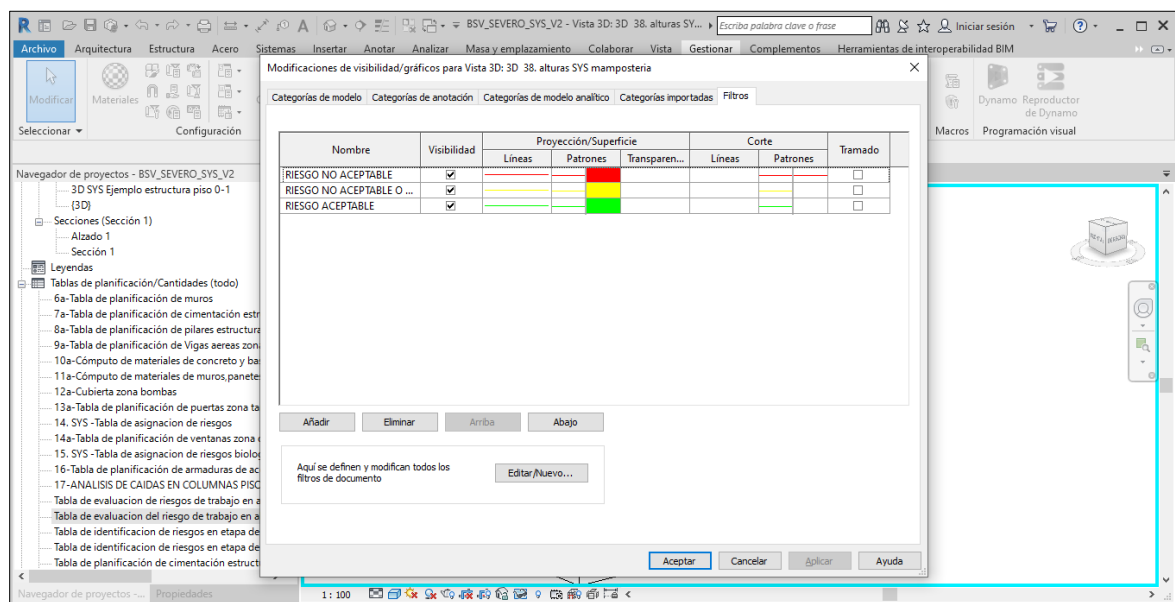 BSV_SEVERO_SYS_V2 - Vista 3D: 3D 38. alturas SY...
Escriba palabra clave o frase
Iniciar sesión
Archivo Arquitectura Estructura Acero Sistemas Insertar Anotar Analizar Masa y emplazamiento Colaborar Vista Gestionar Complementos Herramientas de interoperabilidad BIM
Modificar
Materiales
Seleccionar
Configuración
Dynamo
Reproductor de Dynamo
Macros
Programación visual
Modificaciones de visibilidad/gráficos para Vista 3D: 3D 38. alturas SYS mamposteria
Categorías de modelo Categorías de anotación Categorías de modelo analítico Categorías importadas Filtros
Nombre Visibilidad Proyección/Superficie Corte Tramado
Líneas Patrones Transparen... Líneas Patrones
RIESGO NO ACEPTABLE
RIESGO NO ACEPTABLE O ...
RIESGO ACEPTABLE
Añadir Eliminar Arriba Abajo
Aquí se definen y modifican todos los
filtros de documento
Editar/Nuevo...
Aceptar Cancelar Aplicar Ayuda
Navegador de proyectos - BSV_SEVERO_SYS_V2
3D SYS Ejemplo estructura piso 0-1
{3D}
Secciones (Sección 1)
Alzado 1
Sección 1
Leyendas
Tablas de planificación/Cantidades (todo)
6a-Tabla de planificación de muros
7a-Tabla de planificación de cimentación estr
8a-Tabla de planificación de pilares estructura
9a-Tabla de planificación de Vigas aereas zon
10a-Cómputo de materiales de concreto y ba
11a-Cómputo de materiales de muros,panete
12a-Cubierta zona bombas
13a-Tabla de planificación de puertas zona ta
14. SYS -Tabla de asignacion de riesgos
14a-Tabla de planificación de ventanas zona
15. SYS -Tabla de asignacion de riesgos biolog
16-Tabla de planificación de armaduras de ac
17-ANALISIS DE CAIDAS EN COLUMNAS PISO
Tabla de evaluacion de riesgos de trabajo en a
Tabla de evaluacion del riesgo de trabajo en a
Tabla de identificacion de riesgos en etapa de
Tabla de identificacion de riesgos en etapa de
Tabla de planificación de cimentación struct
Navegador de proyectos -... Propiedades
1 : 100